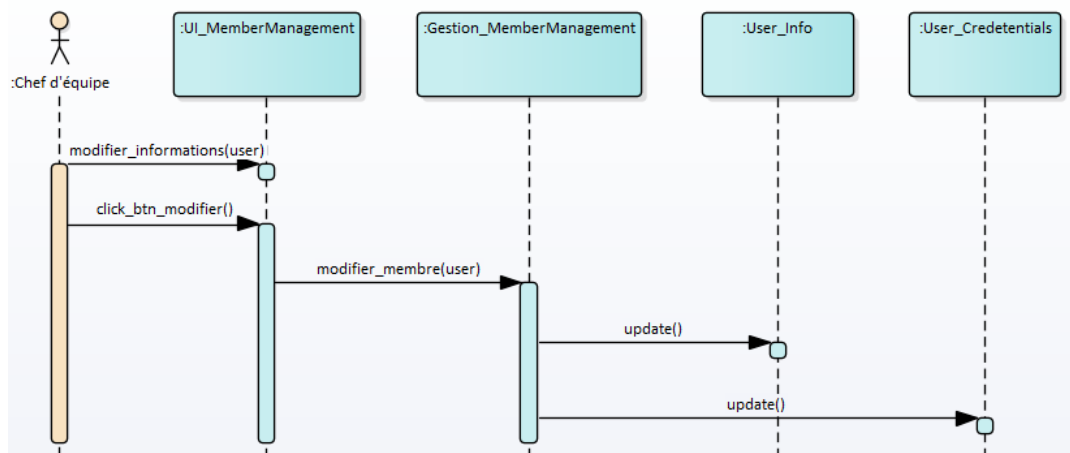 :UI_MemberManagement
:Gestion_MemberManagement
:User_Info
:User_Credetentials
:Chef d'équipe
modifier_informations(user)
click_btn_modifier()
modifier_membre(user)
update()
update()